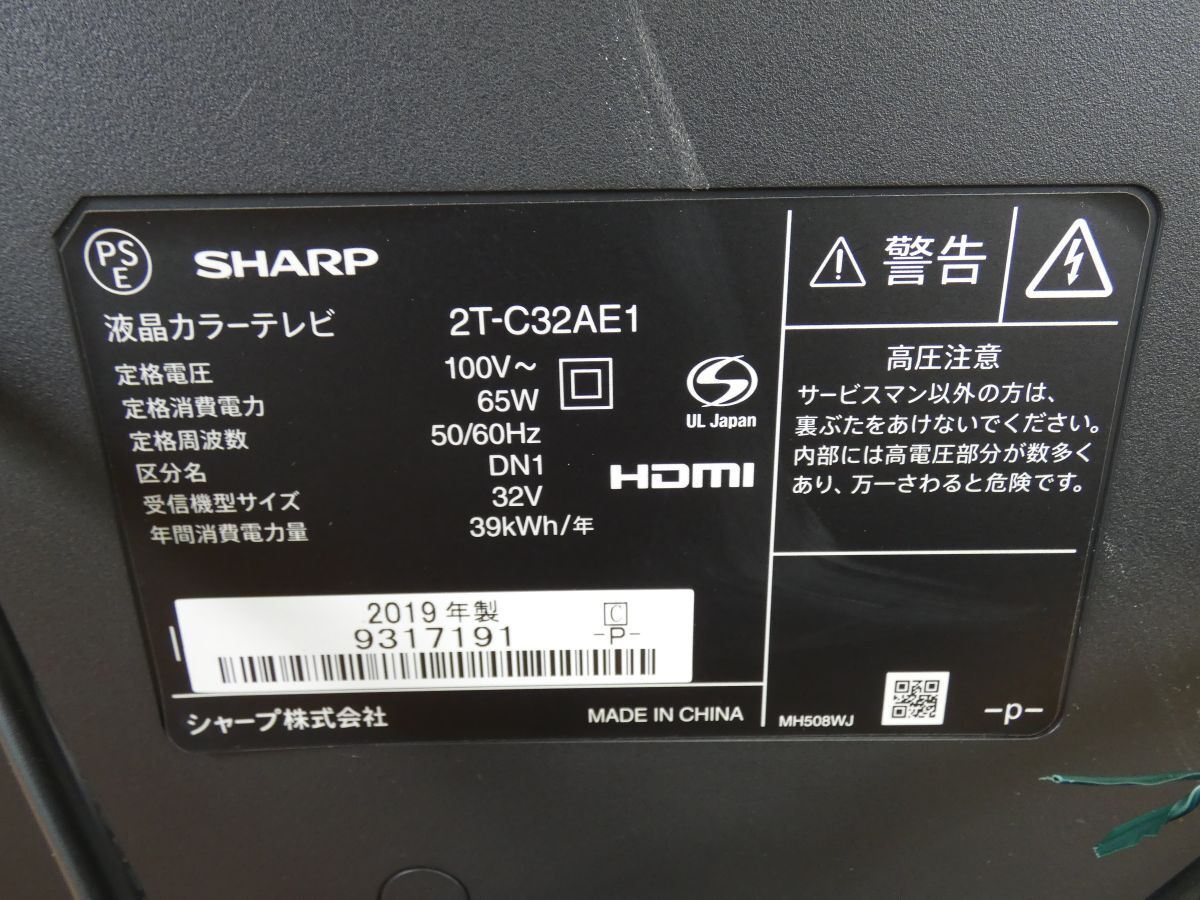 PSE
SHARP
液晶カラーテレビ 2T-C32AE1
定格電圧 100V～
定格消費電力 65W
定格周波数 50/60Hz
区分名 DN1
受信機型サイズ 32V
年間消費電力量 39kWh/年
S
UL Japan
HDMI
2019年製 C
9317191 -P-
シャープ株式会社 MADE IN CHINA
警告
高圧注意
サービスマン以外の方は、
裏ぶたをあけないでください。
内部には高電圧部分が数多く
あり、万一さわると危険です。
MH508WJ -p-